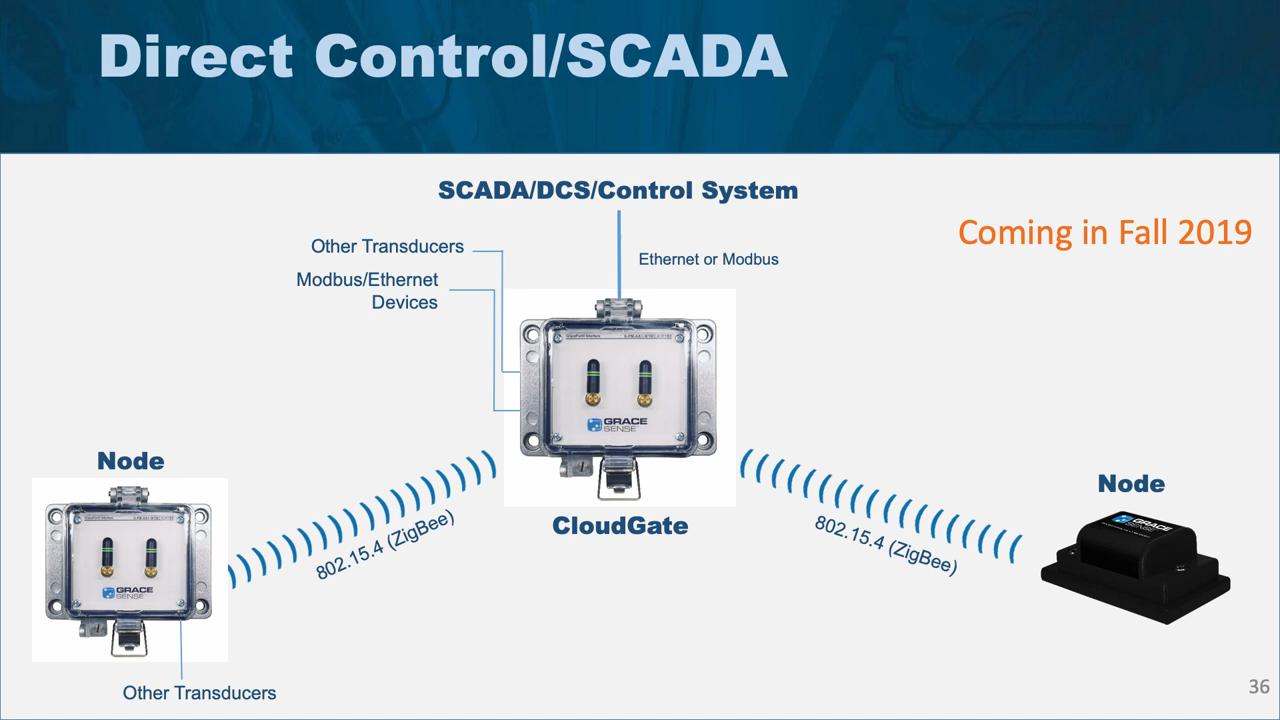 Direct Control/SCADA
SCADA/DCS/Control System
Coming in Fall 2019
Other Transducers
Ethernet or Modbus
Modbus/Ethernet
Devices
GRACE
SENSE
Node
CloudGate
Node
802.15.4 (ZigBee)
802.15.4 (ZigBee)
GRACE
SENSE
GRACE
SENSE
Other Transducers
36